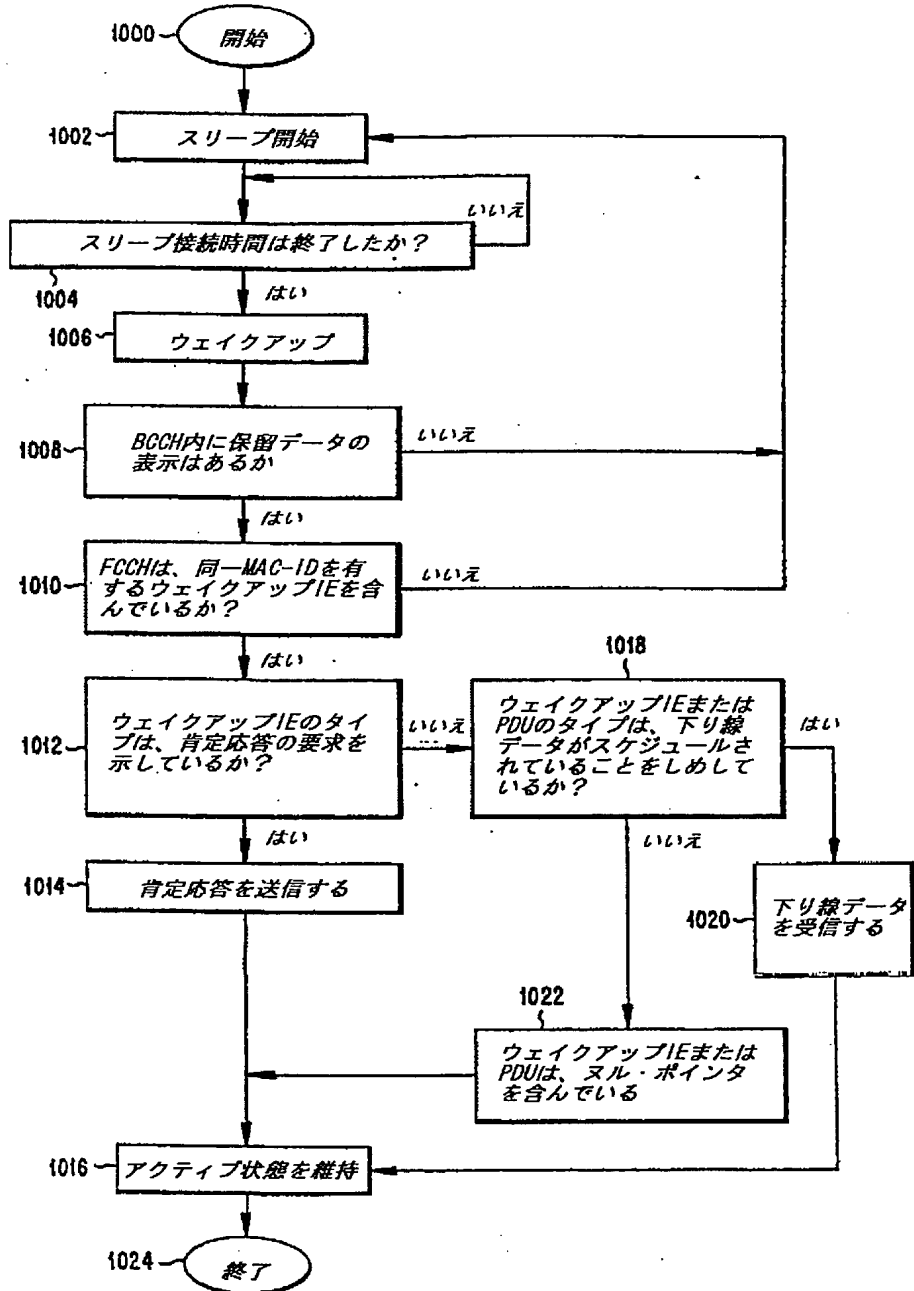 1000
開始
1002
スリープ開始
いいえ
スリープ接続時間は終了したか？
1004
はい
1006
ウェイクアップ
1008
BCCH内に保留データの
表示はあるか
いいえ
はい
1010
FCCHは、同一MAC-IDを有
するウェイクアップIEを含
んでいるか？
いいえ
はい
1012
ウェイクアップIEのタイ
プは、肯定応答の要求を
示しているか？
いいえ
1018
ウェイクアップIEまたは
PDUのタイプは、下り線
データがスケジュールさ
れていることをしめして
いるか？
はい
はい
いいえ
1014
肯定応答を送信する
1020
下り線データ
を受信する
1022
ウェイクアップIEまたは
PDUは、ヌル・ポインタ
を含んでいる
1016
アクティブ状態を維持
1024
終了